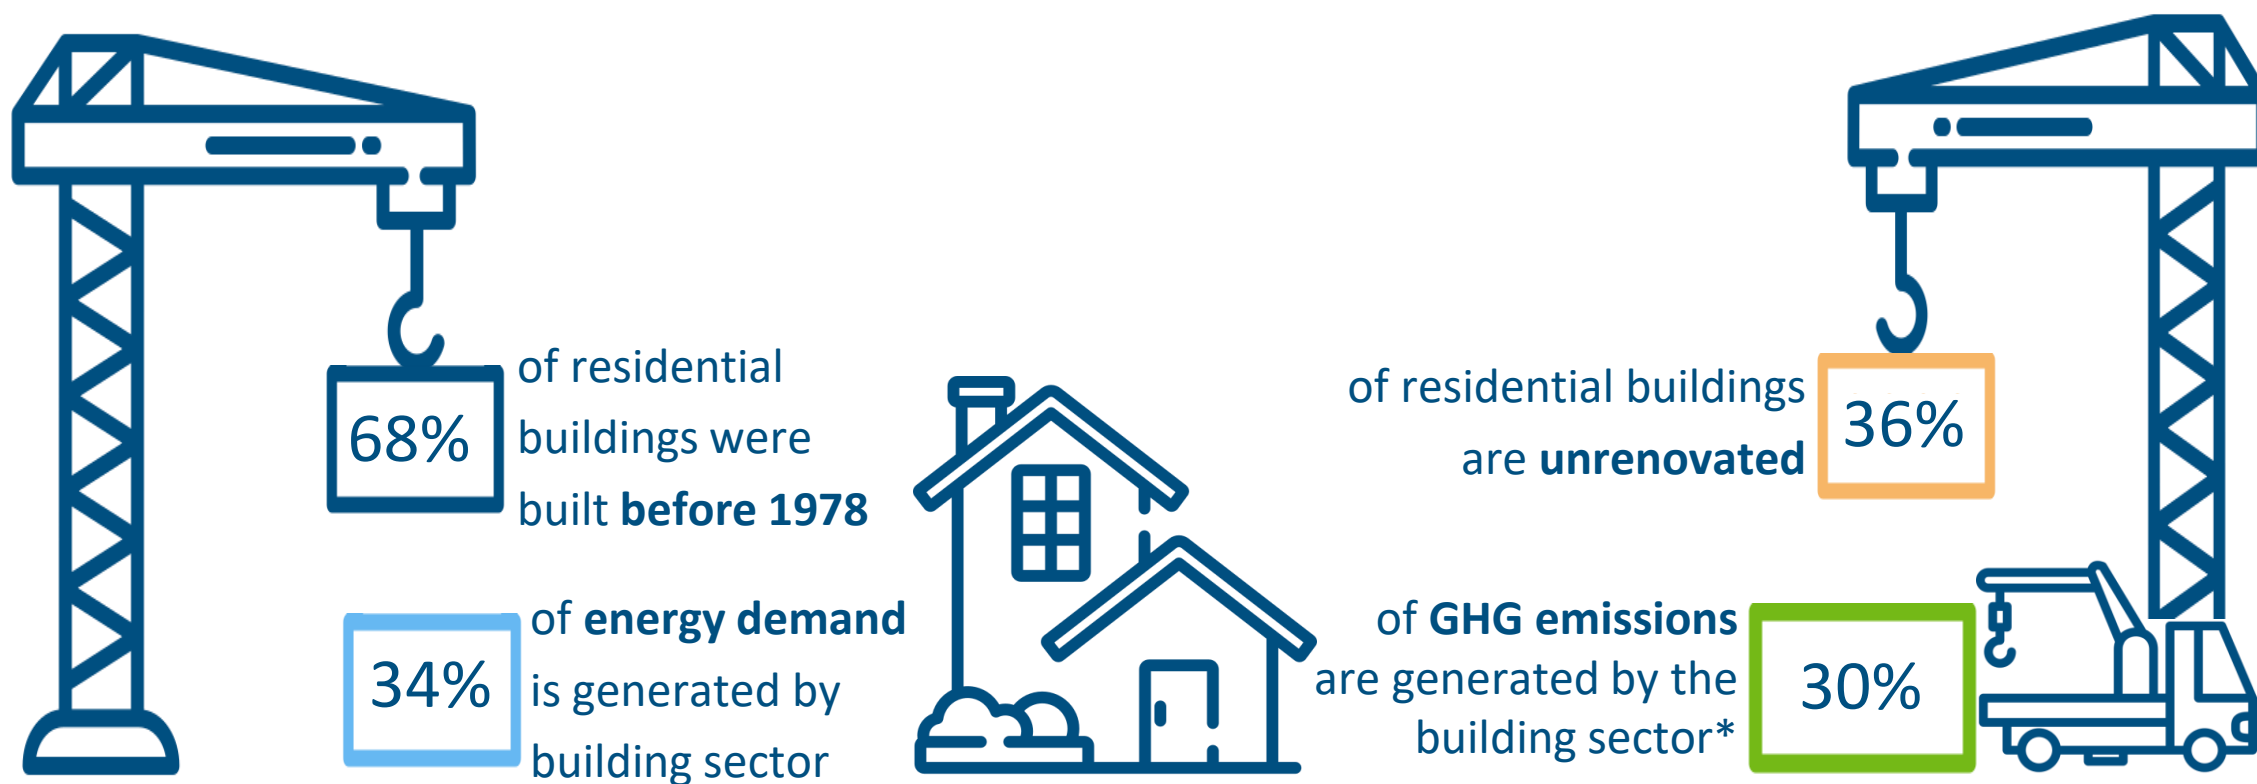 68%
of residential
buildings were
built before 1978
of residential buildings
are unrenovated
36%
34%
of energy demand
is generated by
building sector
of GHG emissions
are generated by the
building sector*
30%